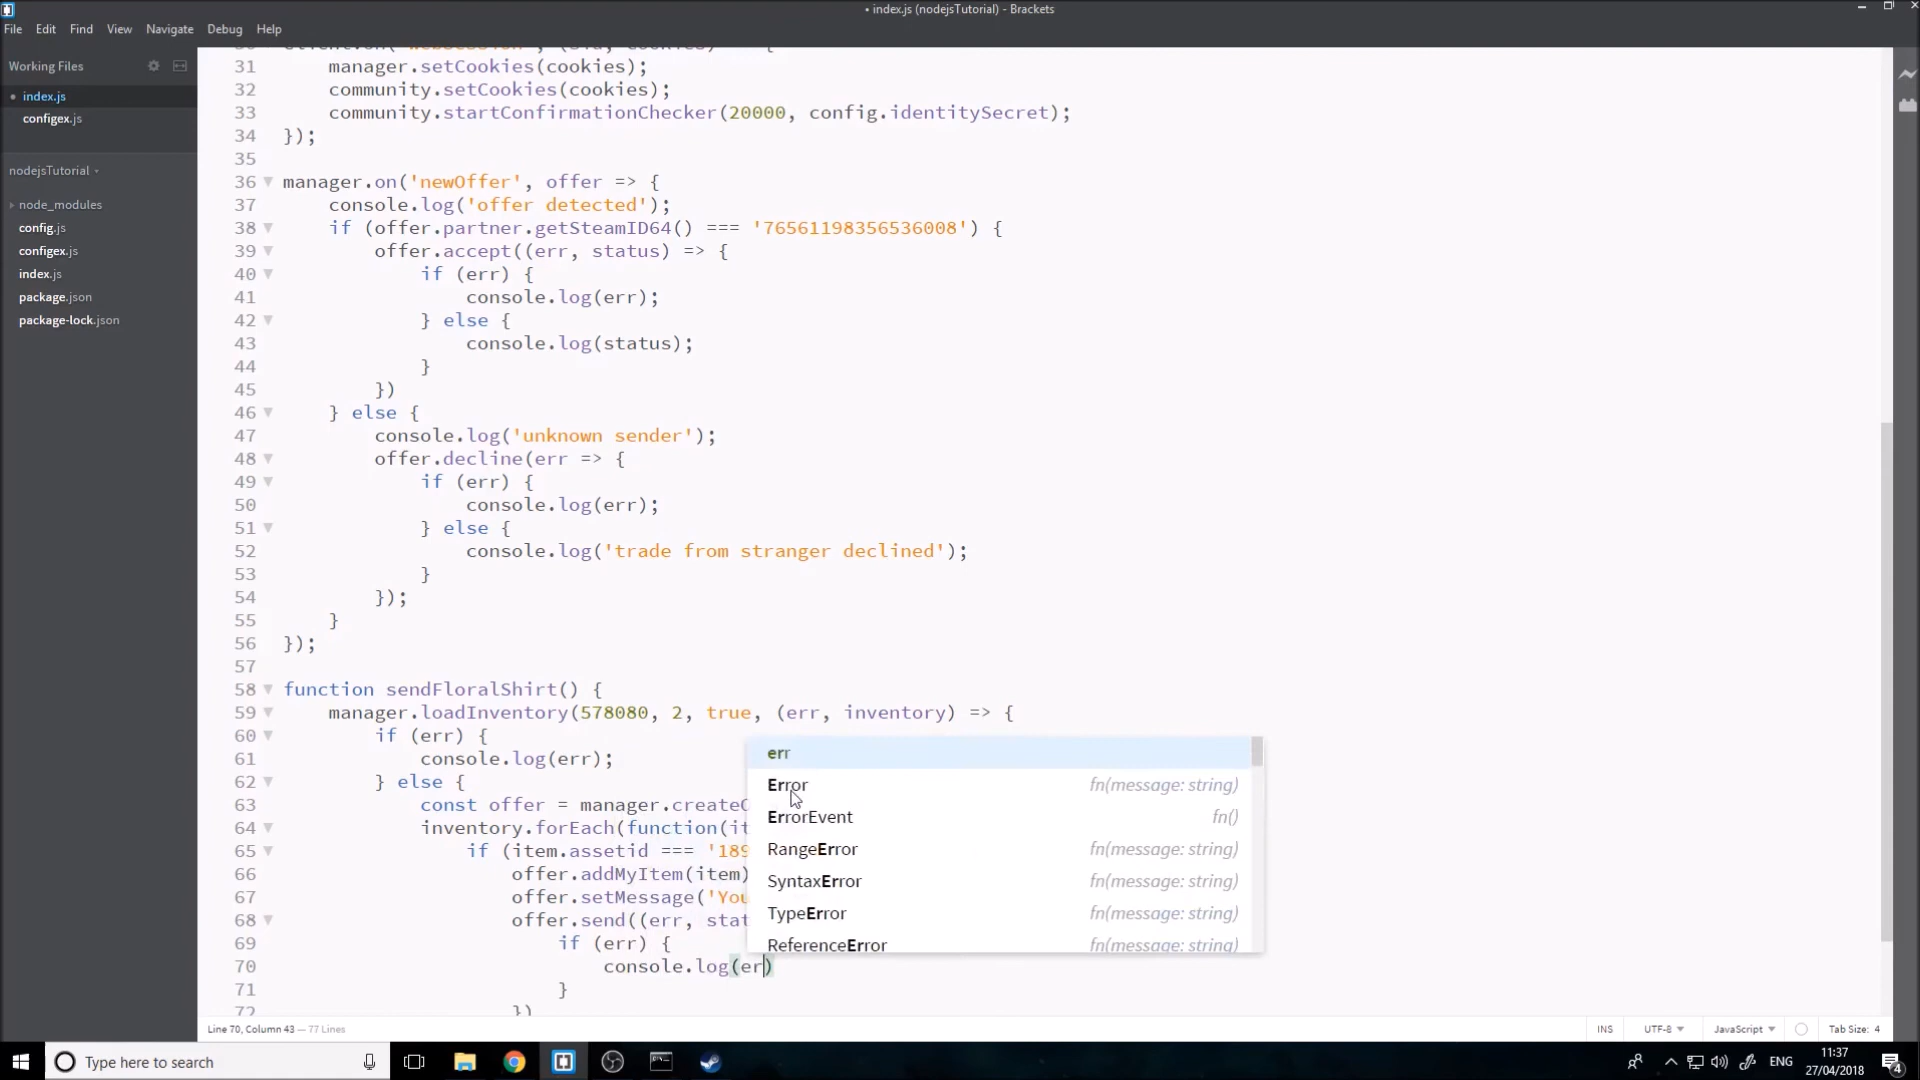 • index.js (nodejsTutorial) - Brackets
File Edit Find View Navigate Debug Help
Working Files
• index.js
configex.js
nodejsTutorial
node_modules
config.js
configex.js
index.js
package.json
package-lock.json
31 manager.setCookies(cookies);
32 community.setCookies(cookies);
33 community.startConfirmationChecker(20000, config.identitySecret);
34 });
35
36 manager.on('newOffer', offer => {
37 console.log('offer detected');
38 if (offer.partner.getSteamID64() === '76561198356536008') {
39 offer.accept((err, status) => {
40 if (err) {
41 console.log(err);
42 } else {
43 console.log(status);
44 }
45 })
46 } else {
47 console.log('unknown sender');
48 offer.decline(err => {
49 if (err) {
50 console.log(err);
51 } else {
52 console.log('trade from stranger declined');
53 }
54 });
55 }
56 });
57
58 function sendFloralShirt() {
59 manager.loadInventory(578080, 2, true, (err, inventory) => {
60 if (err) {
61 console.log(err);
62 } else {
63 const offer = manager.create
64 inventory.forEach(function(it
65 if (item.assetid === '189
66 offer.addMyItem(item)
67 offer.setMessage('You
68 offer.send((err, stat
69 if (err) {
70 console.log(er)
71 }
72 })
err
Error fn(message: string)
ErrorEvent fn()
RangeError fn(message: string)
SyntaxError fn(message: string)
TypeError fn(message: string)
ReferenceError fn(message: string)
Line 70, Column 43 — 77 Lines
INS UTF-8 JavaScript Tab Size: 4
Type here to search
ENG
11:37
27/04/2018
4